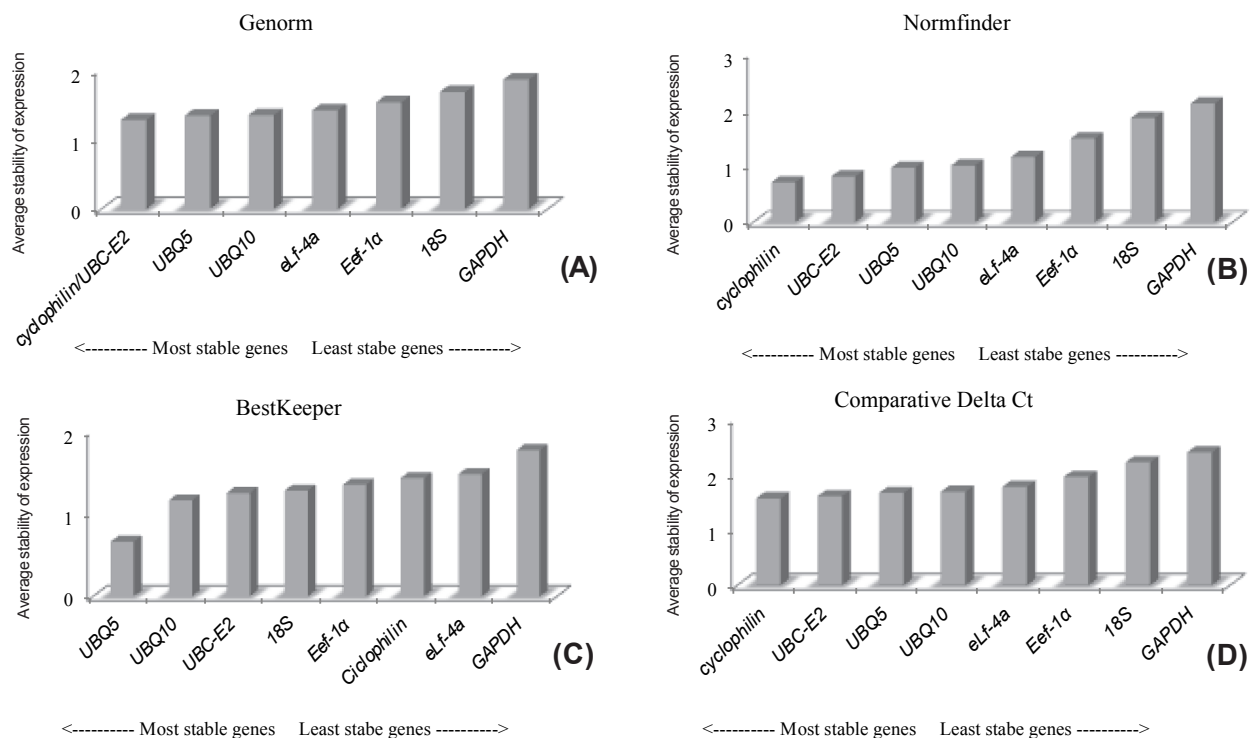 Genorm
Average stability of expression
2
1
0
cyclophilin/UBC-E2
UBQ5
UBQ10
eLf-4a
Eef-1α
18S
GAPDH
(A)
<---------- Most stable genes Least stabe genes ---------->
Normfinder
Average stability of expression
3
2
1
0
cyclophilin
UBC-E2
UBQ5
UBQ10
eLf-4a
Eef-1α
18S
GAPDH
(B)
<---------- Most stable genes Least stabe genes ---------->
BestKeeper
Average stability of expression
2
1
0
UBQ5
UBQ10
UBC-E2
18S
Eef-1α
Ciclophilin
eLf-4a
GAPDH
(C)
<---------- Most stable genes Least stabe genes ---------->
Comparative Delta Ct
Average stability of expression
3
2
1
0
cyclophilin
UBC-E2
UBQ5
UBQ10
eLf-4a
Eef-1α
18S
GAPDH
(D)
<---------- Most stable genes Least stabe genes ---------->